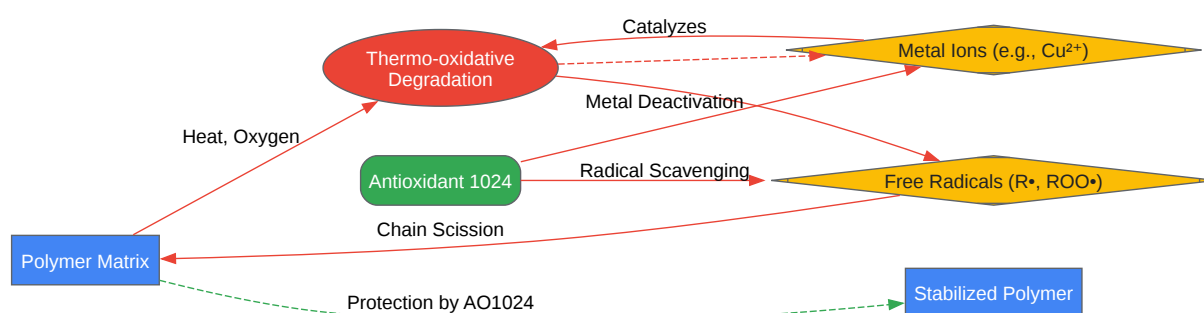 Catalyzes
Thermo-oxidative
Degradation
Metal Ions (e.g., Cu²⁺)
Metal Deactivation
Heat, Oxygen
Antioxidant 1024
Radical Scavenging
Free Radicals (R•, ROO•)
Chain Scission
Polymer Matrix
Stabilized Polymer
Protection by AO1024